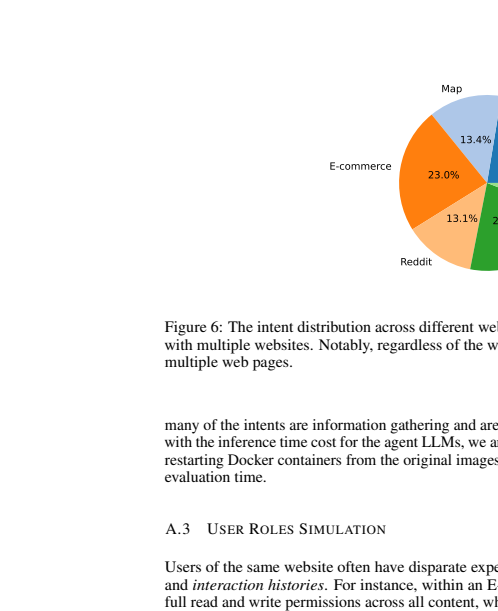 Map
13.4%
E-commerce
23.0%
13.1%
Reddit
Figure 6: The intent distribution across different
with multiple websites. Notably, regardless of the
multiple web pages.
many of the intents are information gathering and are
with the inference time cost for the agent LLMs, we
restarting Docker containers from the original images
evaluation time.
A.3 USER ROLES SIMULATION
Users of the same website often have disparate
and interaction histories. For instance, within an
full read and write permissions across all content,